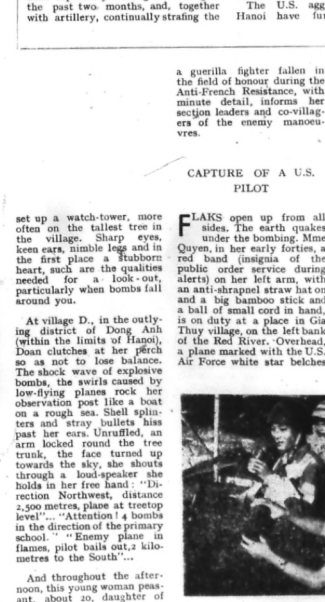 the past two months, and, together
with artillery, continually strafing the
The U.S. agg
Hanoi have fur
set up a watch-tower, more
often on the tallest tree in
the village. Sharp eyes,
keen ears, nimble legs and in
the first place a stubborn
heart, such are the qualities
needed for a look-out,
particularly when bombs fall
around you.
At village D., in the outly-
ing district of Dong Anh
(within the limits of Hanoi),
Doan clutches at her perch
so as not to lose balance.
The shock wave of explosive
bombs, the swirls caused by
low-flying planes rock her
observation post like a boat
on a rough sea. Shell splin-
ters and stray bullets hiss
past her ears. Unruffled, an
arm locked round the tree
trunk, the face turned up
towards the sky, she shouts
through a loud-speaker she
holds in her free hand : "Di-
rection Northwest, distance
2,500 metres, plane at treetop
level"... "Attention ! 4 bombs
in the direction of the primary
school." "Enemy plane in
flames, pilot bails out,2 kilo-
metres to the South"...
And throughout the after-
noon, this young woman peas-
ant, about 20, daughter of
a guerilla fighter fallen in
the field of honour during the
Anti-French Resistance, with
minute detail, informs her
section leaders and co-villag-
ers of the enemy manoeu-
vres.
CAPTURE OF A U.S.
PILOT
FLAKS open up from all
sides. The earth quakes
under the bombing. Mme
Quyen, in her early forties, a
red band (insignia of the
public order service during
alerts) on her left arm, with
an anti-shrapnel straw hat on
and a big bamboo stick and
a ball of small cord in hand,
is on duty at a place in Gia
Thuy village, on the left bank
of the Red River. Overhead,
a plane marked with the U.S.
Air Force white star belches